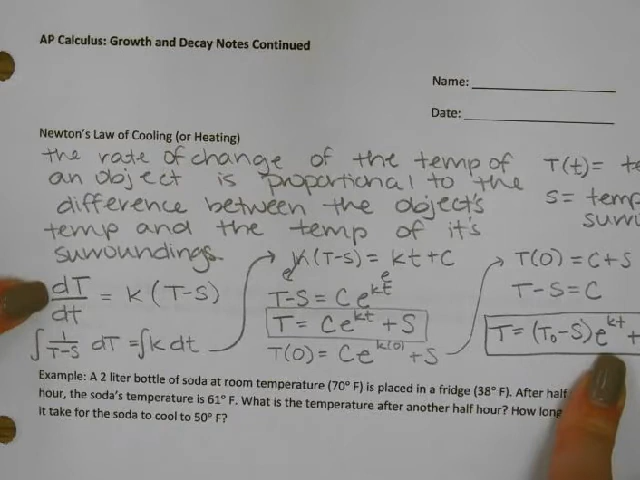 AP Calculus: Growth and Decay Notes Continued
Name:
Date:
Newton's Law of Cooling (or Heating)
the rate of change of the temp of
an object is proportional to the
difference between the object's
temp and the temp of it's
surroundings.
T(t) =
S = temp
dT/dt = k(T-S)
∫ 1/(T-S) dT = ∫k dt
(T-S) = kt + C
T-S = Ce^kt
T = Ce^kt + S
T(0) = Ce^k(0) + S
T(0) = C + S
T-S = C
T = (T₀-S)e^kt +
Example: A 2 liter bottle of soda at room temperature (70° F) is placed in a fridge (38° F). After half
hour, the soda's temperature is 61° F. What is the temperature after another half hour? How long
it take for the soda to cool to 50° F?